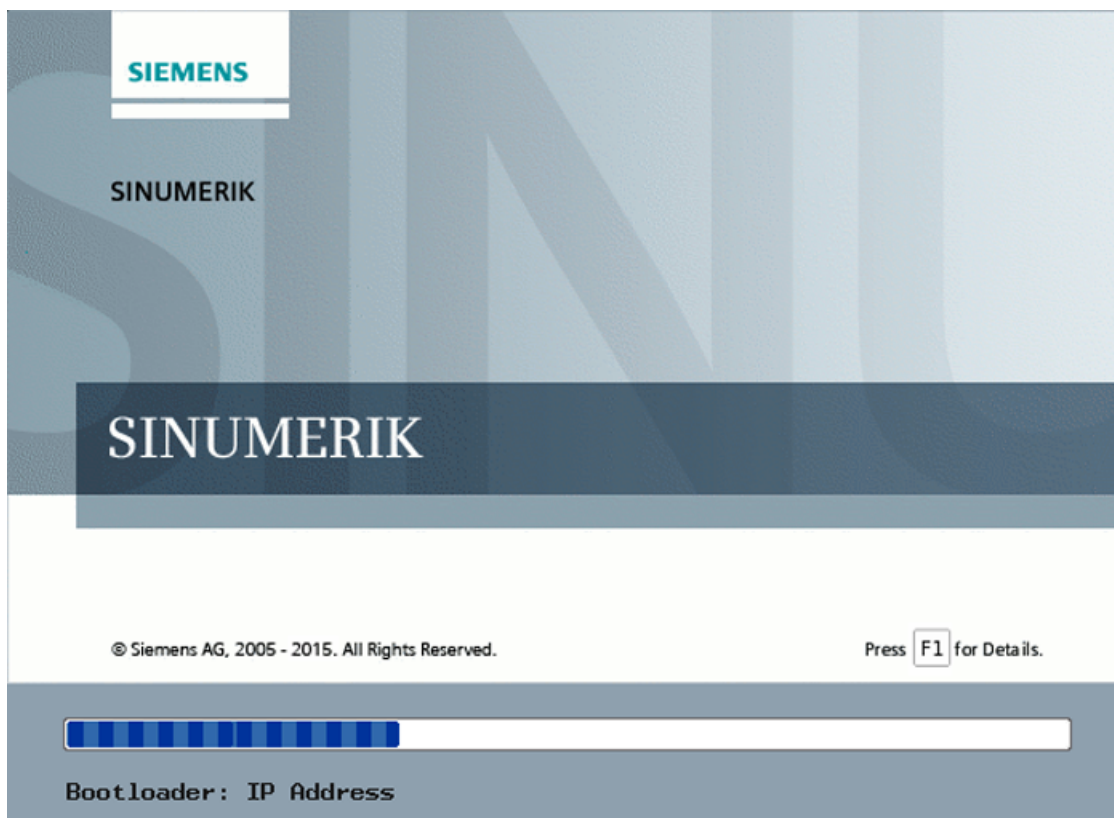 SIEMENS
SINUMERIK
SINUMERIK
© Siemens AG, 2005 - 2015. All Rights Reserved.
Press F1 for Details.
Bootloader: IP Address